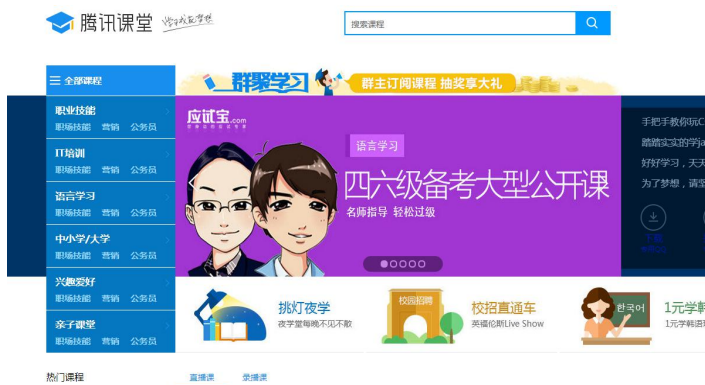 腾讯课堂
搜索课程
全部课程
群聚学习
群主订阅课程 抽奖享大礼
职业技能
职场技能 营销 公务员
IT培训
职场技能 营销 公务员
语言学习
职场技能 营销 公务员
中小学/大学
职场技能 营销 公务员
兴趣爱好
职场技能 营销 公务员
亲子课堂
职场技能 营销 公务员
应试宝.com
语言学习
四六级备考大型公开课
名师指导 轻松过级
手把手教你玩C
踏踏实实的学ja
好好学习，天天
为了梦想，请坚
下载
挑灯夜学
夜学堂每晚不见不散
校园招聘
校招直通车
英福伦斯Live Show
한국어
1元学韩
1元学韩语
热门课程
直播课
录播课